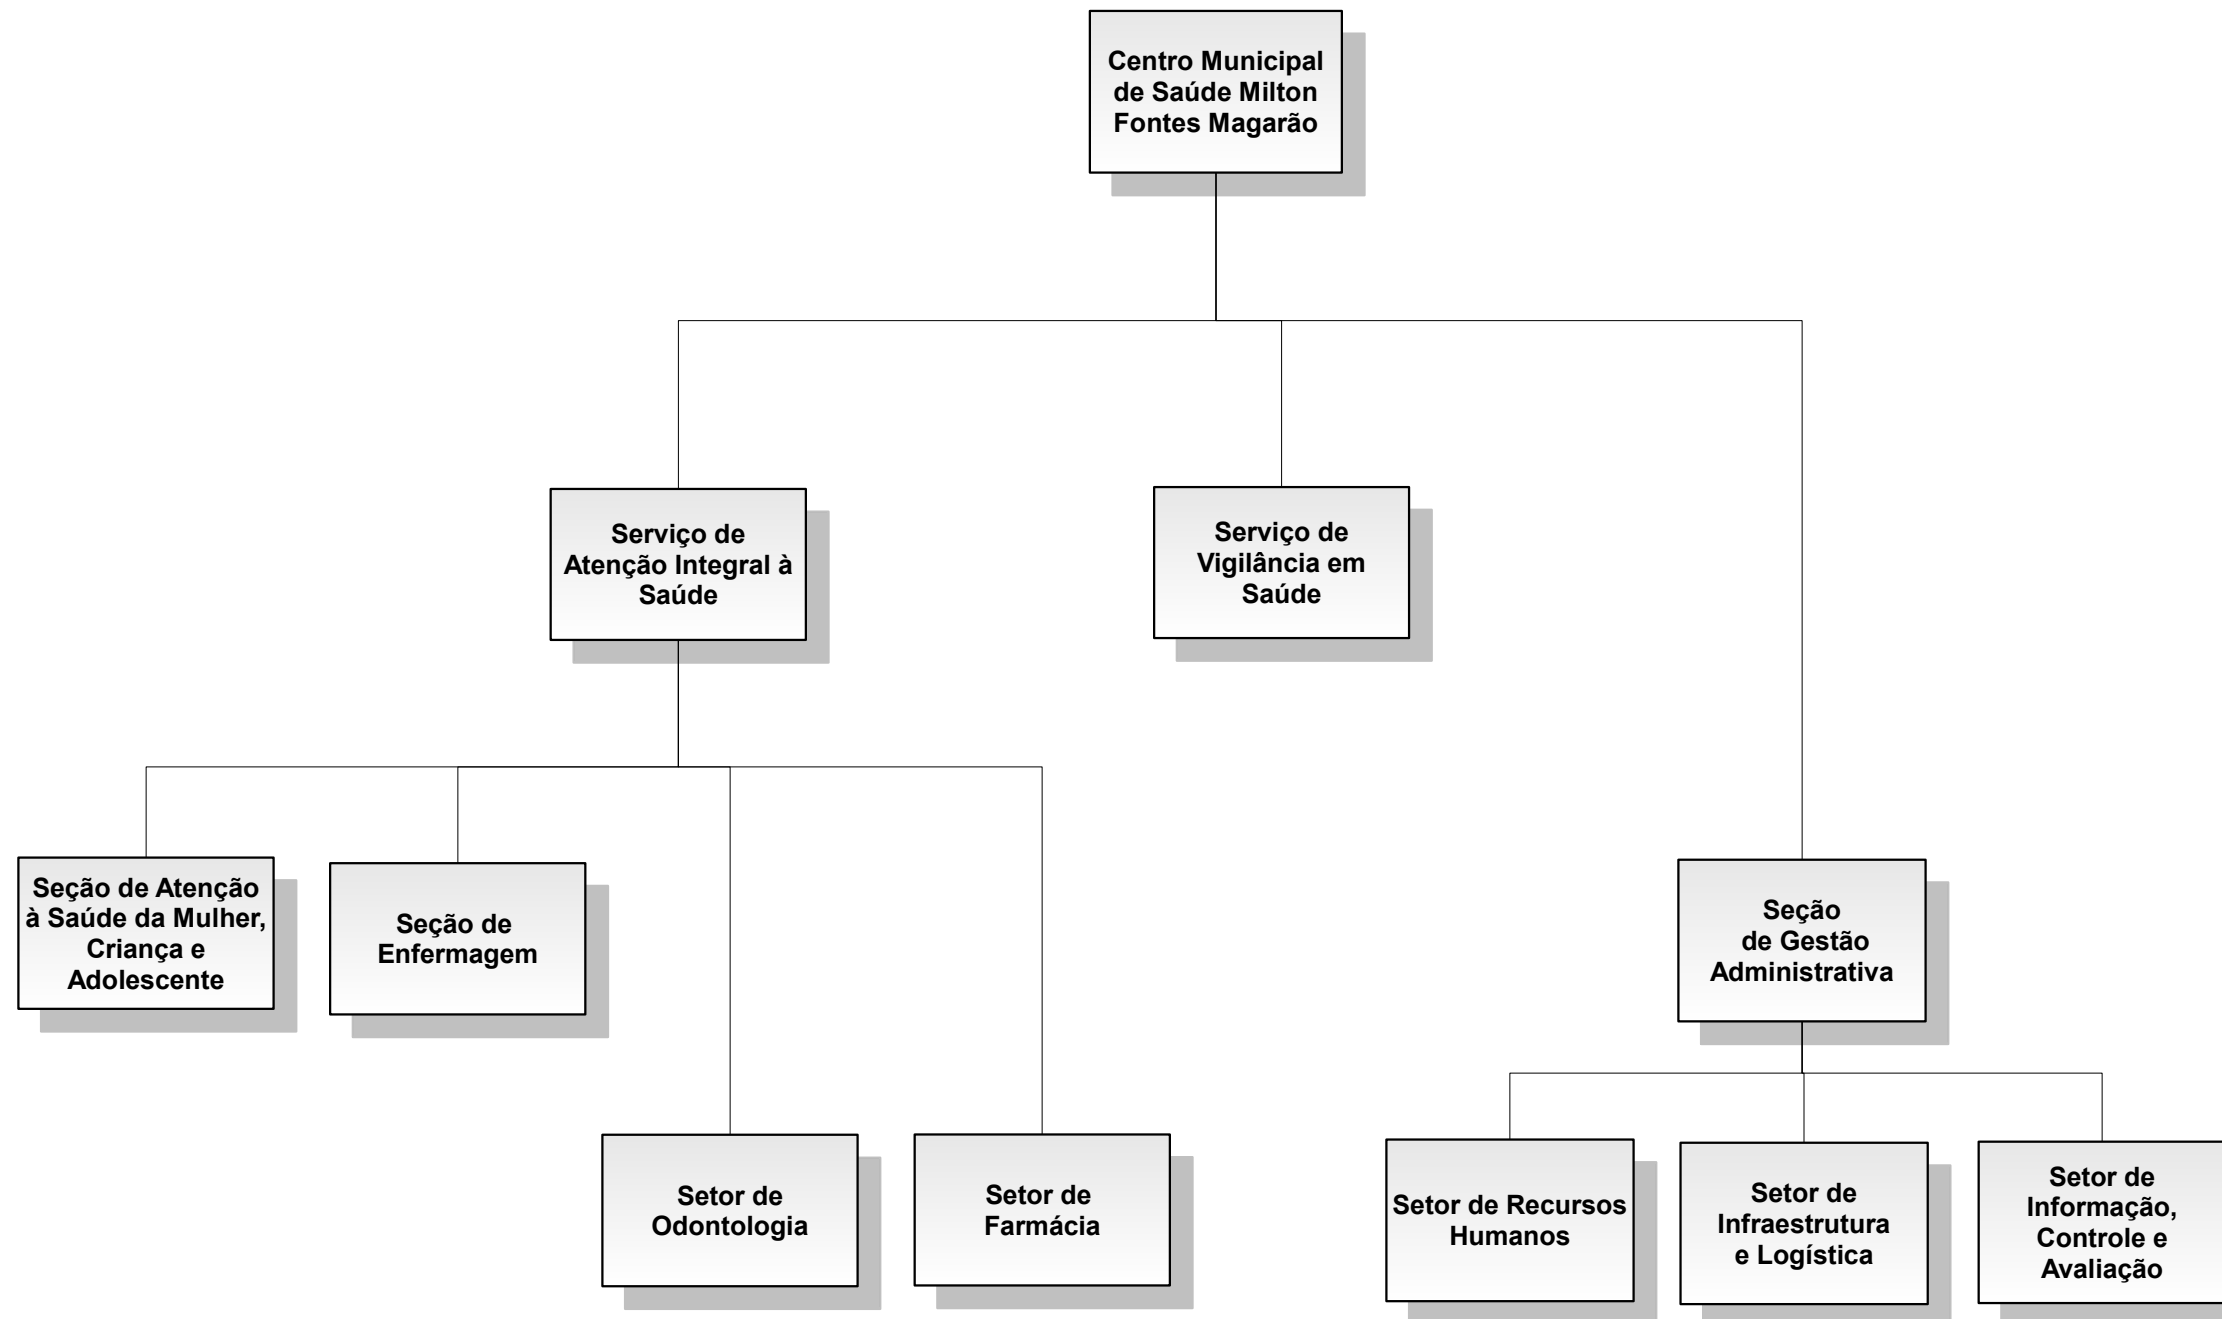 Centro Municipal
de Saúde Milton
Fontes Magarão
Serviço de
Atenção Integral à
Saúde
Serviço de
Vigilância em
Saúde
Seção de Atenção
à Saúde da Mulher,
Criança e
Adolescente
Seção de
Enfermagem
Seção
de Gestão
Administrativa
Setor de
Odontologia
Setor de
Farmácia
Setor de Recursos
Humanos
Setor de
Infraestrutura
e Logística
Setor de
Informação,
Controle e
Avaliação